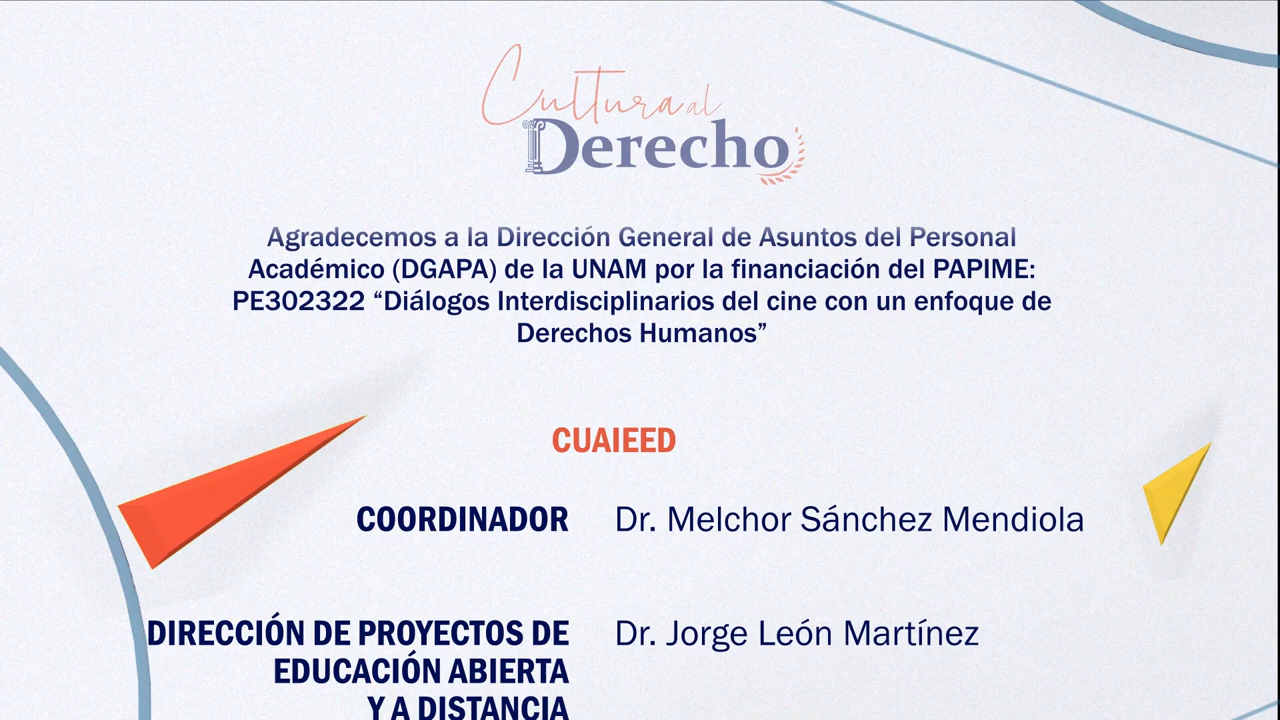 Cultura al
Derecho
Agradecemos a la Dirección General de Asuntos del Personal
Académico (DGAPA) de la UNAM por la financiación del PAPIME:
PE302322 “Diálogos Interdisciplinarios del cine con un enfoque de
Derechos Humanos”
CUAIEED
COORDINADOR Dr. Melchor Sánchez Mendiola
DIRECCIÓN DE PROYECTOS DE Dr. Jorge León Martínez
EDUCACIÓN ABIERTA
Y A DISTANCIA